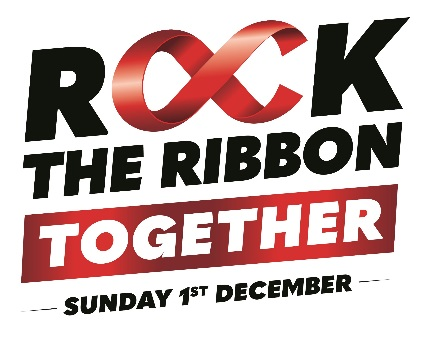 ROCK
THE RIBBON
TOGETHER
SUNDAY 1ST DECEMBER